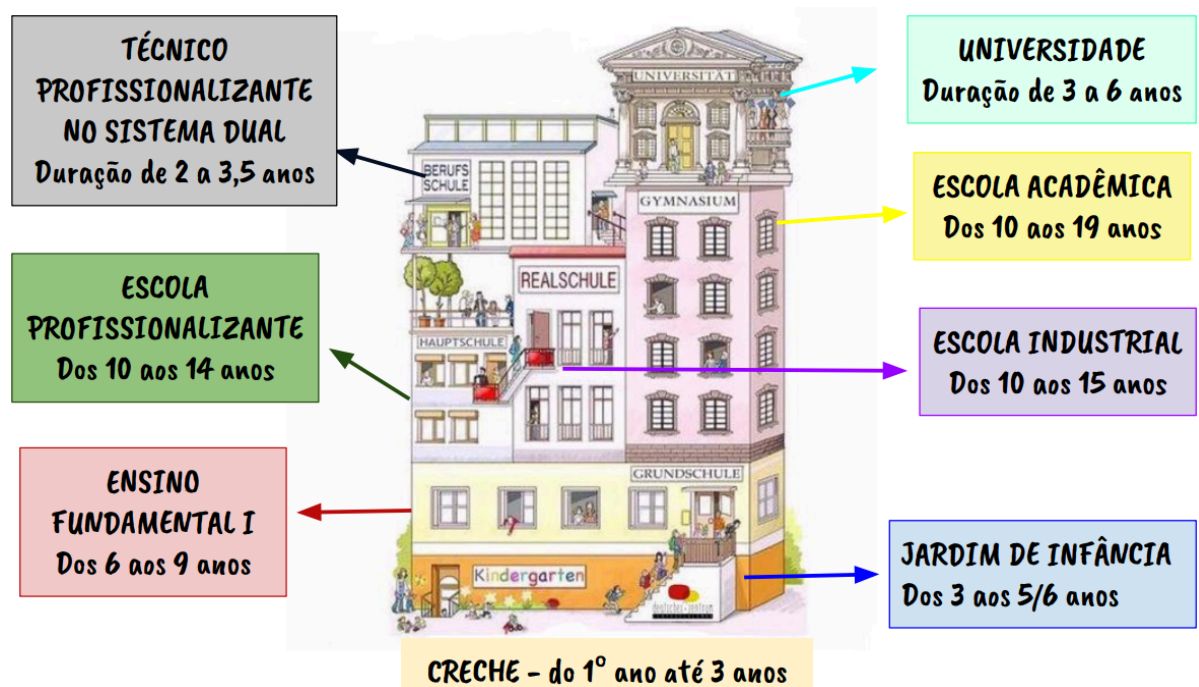 TÉCNICO
PROFISSIONALIZANTE
NO SISTEMA DUAL
Duração de 2 a 3,5 anos
UNIVERSIDADE
Duração de 3 a 6 anos
UNIVERSITÄT
BERUFS
SCHULE
GYMNASIUM
ESCOLA ACADÊMICA
Dos 10 aos 19 anos
ESCOLA
PROFISSIONALIZANTE
Dos 10 aos 14 anos
REALSCHULE
HAUPTSCHULE
ESCOLA INDUSTRIAL
Dos 10 aos 15 anos
ENSINO
FUNDAMENTAL I
Dos 6 aos 9 anos
GRUNDSCHULE
Kindergarten
deutsches-zentrum
JARDIM DE INFÂNCIA
Dos 3 aos 5/6 anos
CRECHE - do 1º ano até 3 anos